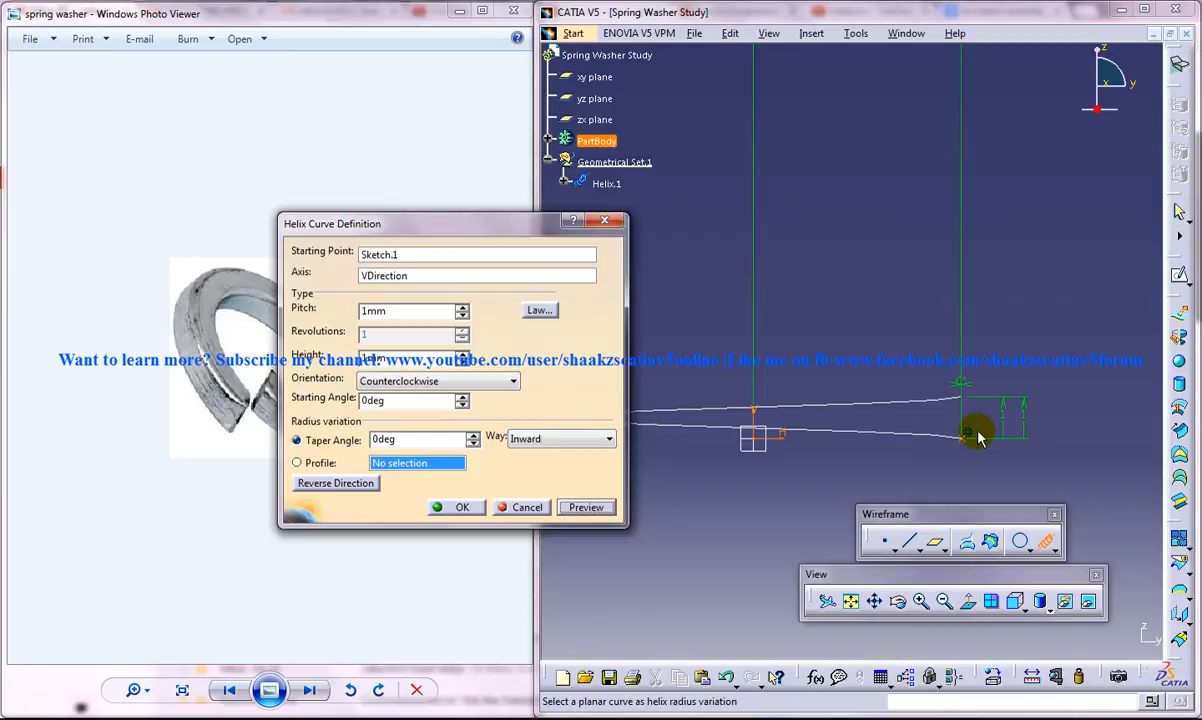 spring washer - Windows Photo Viewer
File Print E-mail Burn Open
CATIA V5 - [Spring Washer Study]
Start ENOVIA V5 VPM File Edit View Insert Tools Window Help
Spring Washer Study
xy plane
yz plane
zx plane
PartBody
Geometrical Set.1
Helix.1
z
y
x
Helix Curve Definition
Starting Point: Sketch.1
Axis: VDirection
Type
Pitch: 1mm Law...
Revolutions: 1
Height: 1mm
Want to learn more? Subscribe my channel: www.youtube.com/user/shaakzscatiav5online |Like me on fb:www.facebook.com/shaakzscatiav5forum
Orientation: Counterclockwise
Starting Angle: 0deg
Radius variation
Taper Angle: 0deg Way: Inward
Profile: No selection
Reverse Direction
OK Cancel Preview
H
Wireframe
View
z
y
CATIA
Select a planar curve as helix radius variation